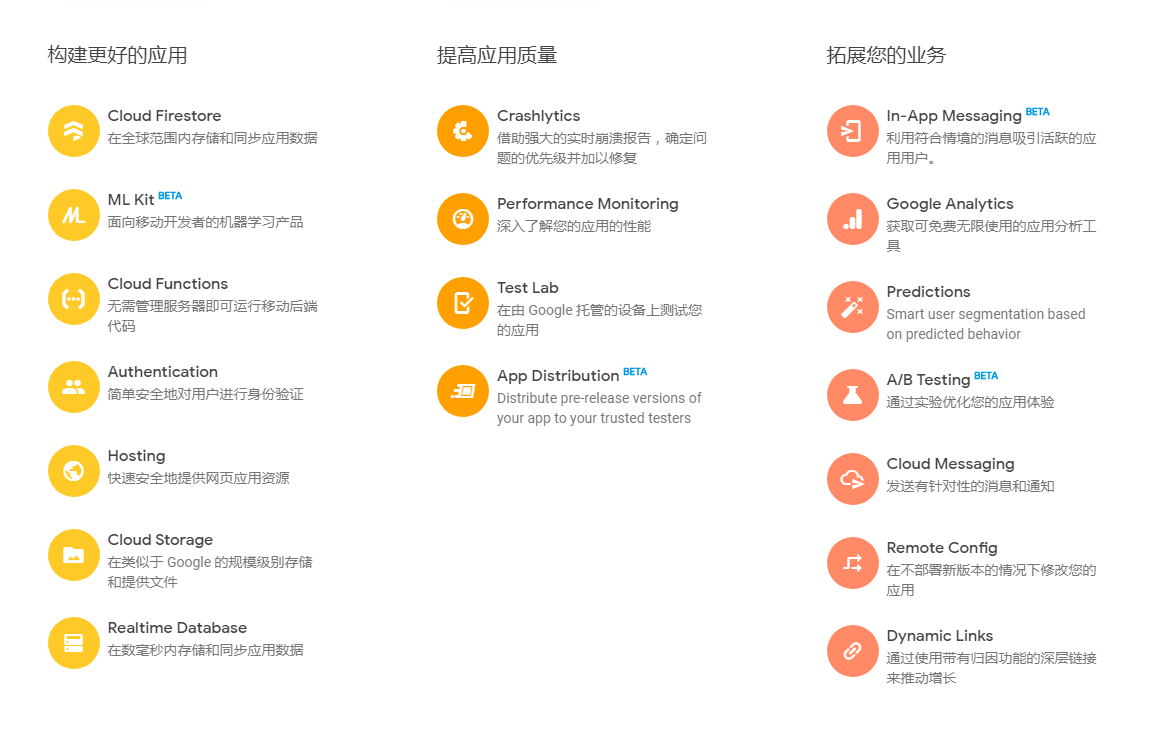 构建更好的应用
Cloud Firestore
在全球范围内存储和同步应用数据
ML Kit BETA
面向移动开发者的机器学习产品
Cloud Functions
无需管理服务器即可运行移动后端
代码
Authentication
简单安全地对用户进行身份验证
Hosting
快速安全地提供网页应用资源
Cloud Storage
在类似于 Google 的规模级别存储
和提供文件
Realtime Database
在数毫秒内存储和同步应用数据
提高应用质量
Crashlytics
借助强大的实时崩溃报告，确定问
题的优先级并加以修复
Performance Monitoring
深入了解您的应用的性能
Test Lab
在由 Google 托管的设备上测试您
的应用
App Distribution BETA
Distribute pre-release versions of
your app to your trusted testers
拓展您的业务
In-App Messaging BETA
利用符合情境的消息吸引活跃的应
用用户。
Google Analytics
获取可免费无限使用的应用分析工
具
Predictions
Smart user segmentation based
on predicted behavior
A/B Testing BETA
通过实验优化您的应用体验
Cloud Messaging
发送有针对性的消息和通知
Remote Config
在不部署新版本的情况下修改您的
应用
Dynamic Links
通过使用带有归因功能的深层链接
来推动增长